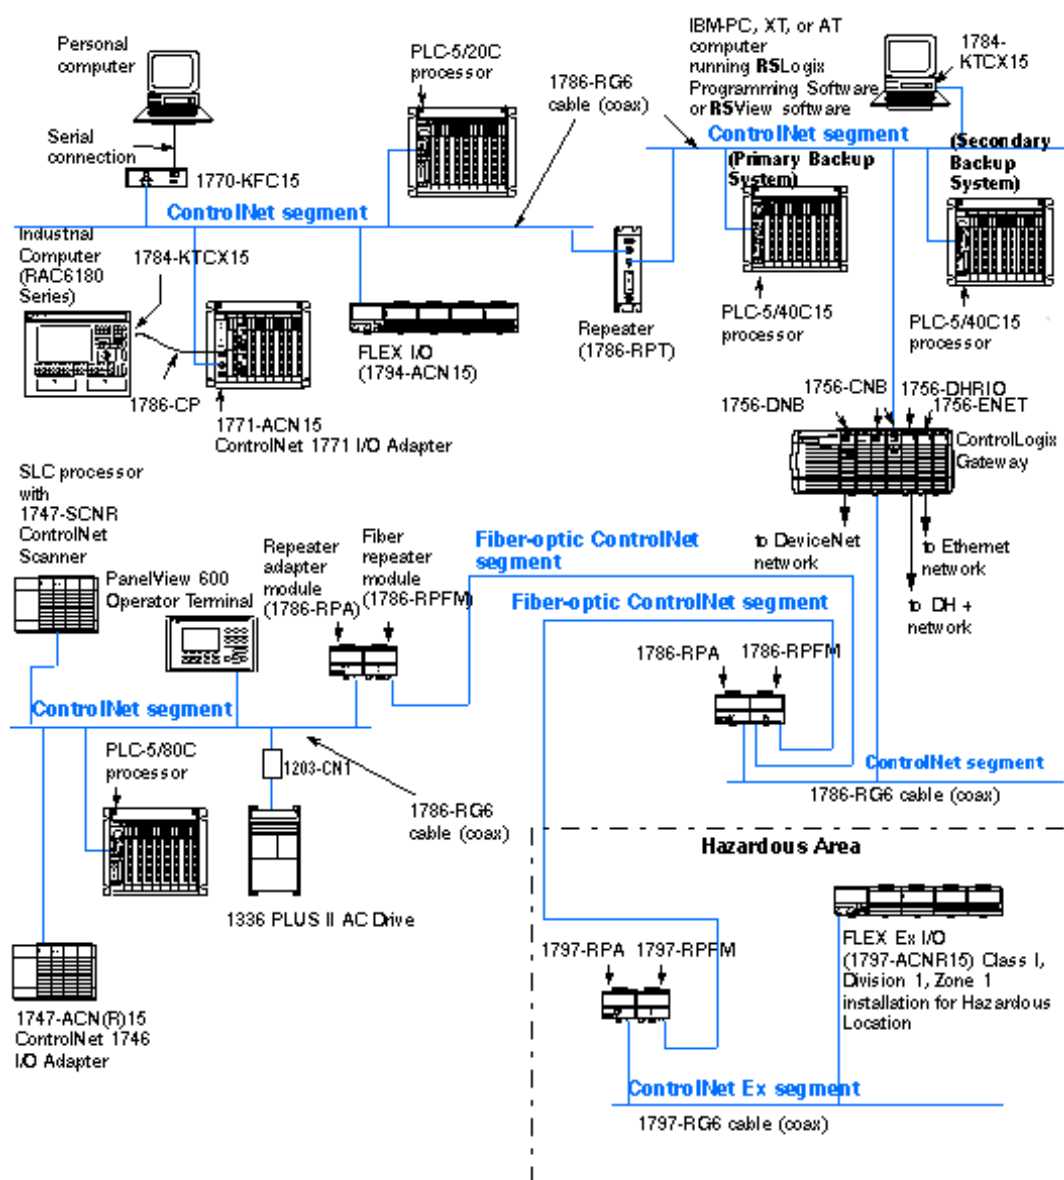 Personal
computer
PLC-5/20C
processor
IBM-PC, XT, or AT
computer
running RSLogix
Programming Software
or RSView software
1784-
KTCX15
1786-RG6
cable (coax)
Serial
connection
1770-KFC15
ControlNet segment
(Primary Backup
System)
(Secondary
Backup
System)
ControlNet segment
Industrial
Computer
(RAC6180
Series)
1784-KTCX15
1786-CP
1771-ACN15
ControlNet 1771 I/O Adapter
FLEX I/O
(1794-ACN15)
Repeater
(1786-RPT)
PLC-5/40C15
processor
PLC-5/40C15
processor
1756-DNB
1756-CNB
1756-DHRIO
1756-ENET
ControlLogix
Gateway
to DeviceNet
network
to Ethernet
network
to DH +
network
SLC processor
with
1747-SCNR
ControlNet
Scanner
PanelView 600
Operator Terminal
Repeater
adapter
module
(1786-RPA)
Fiber
repeater
module
(1786-RPFM)
Fiber-optic ControlNet
segment
Fiber-optic ControlNet segment
1786-RPA
1786-RPFM
ControlNet segment
PLC-5/80C
processor
1203-CN1
1786-RG6
cable (coax)
1336 PLUS II AC Drive
ControlNet segment
1786-RG6 cable (coax)
1747-ACN(R)15
ControlNet 1746
I/O Adapter
Hazardous Area
1797-RPA
1797-RPFM
FLEX Ex I/O
(1797-ACNR15) Class I,
Division 1, Zone 1
installation for Hazardous
Location
ControlNet Ex segment
1797-RG6 cable (coax)